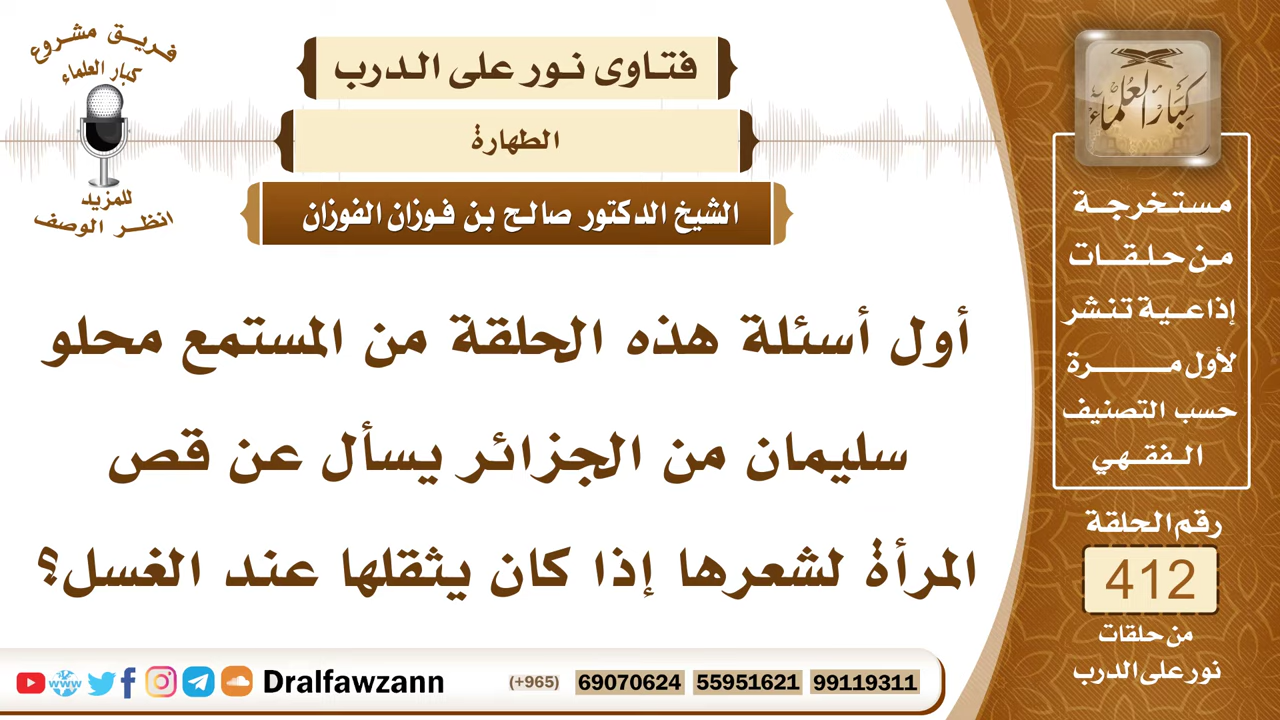 فريق مشروع
كبار العلماء
للمزيد
انظر الوصف
فتاوى نور على الدرب
الطهارة
الشيخ الدكتور صالح بن فوزان الفوزان
أول أسئلة هذه الحلقة من المستمع محلو
سليمان من الجزائر يسأل عن قص
المرأة لشعرها إذا كان يثقلها عند الغسل؟
كبار العلماء
مستخرجة
من حلقات
إذاعية تنشر
لأول مرة
حسب التصنيف
الفقهي
رقم الحلقة
412
من حلقات
نور على الدرب
www
Dralfawzann (+965) 69070624 55951621 99119311